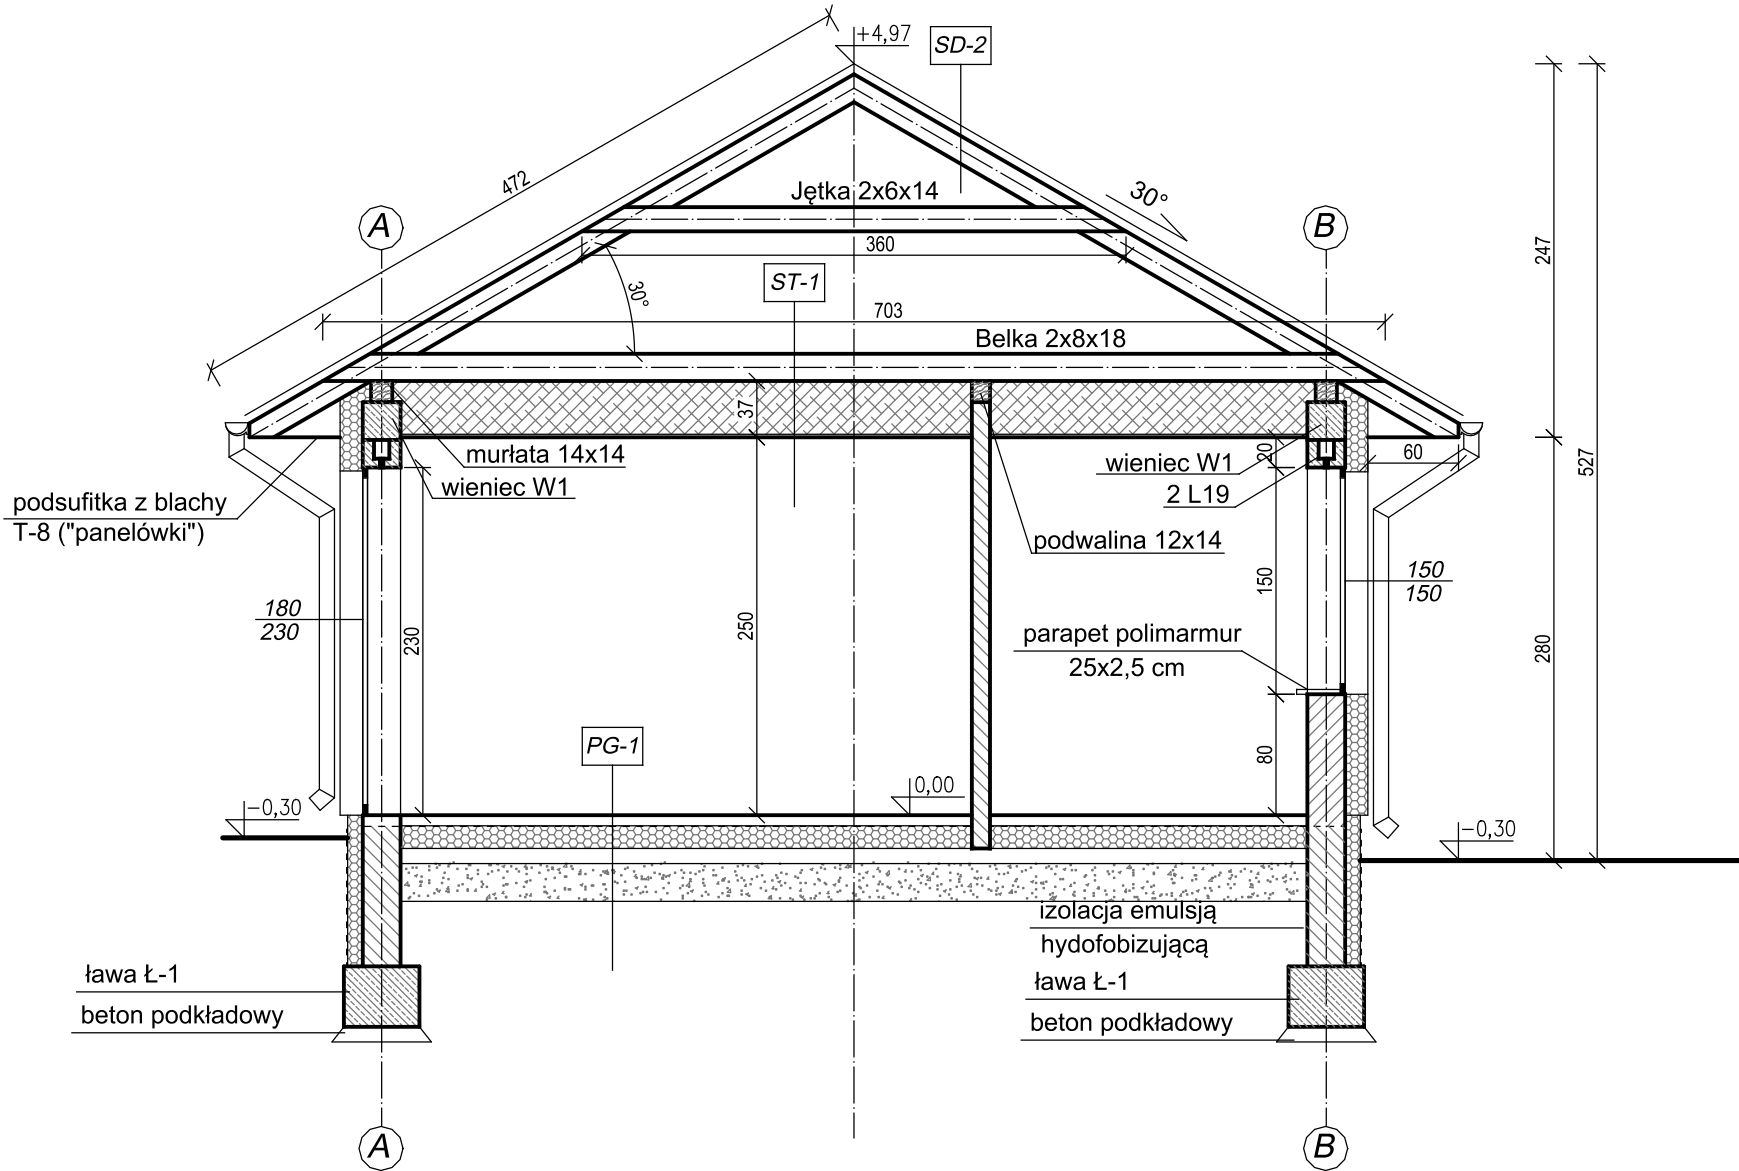 +4,97
SD-2
472
Jętka 2x6x14
30°
A
B
360
247
ST-1
30°
703
Belka 2x8x18
37
murłata 14x14
wieniec W1
20
wieniec W1
2 L19
60
527
podsufitka z blachy
T-8 ("panelówki")
podwalina 12x14
180
230
230
250
150
150
150
parapet polimarmur
25x2,5 cm
280
PG-1
80
0,00
-0,30
-0,30
izolacja emulsją
hydofobizującą
ława Ł-1
beton podkładowy
ława Ł-1
beton podkładowy
A
B